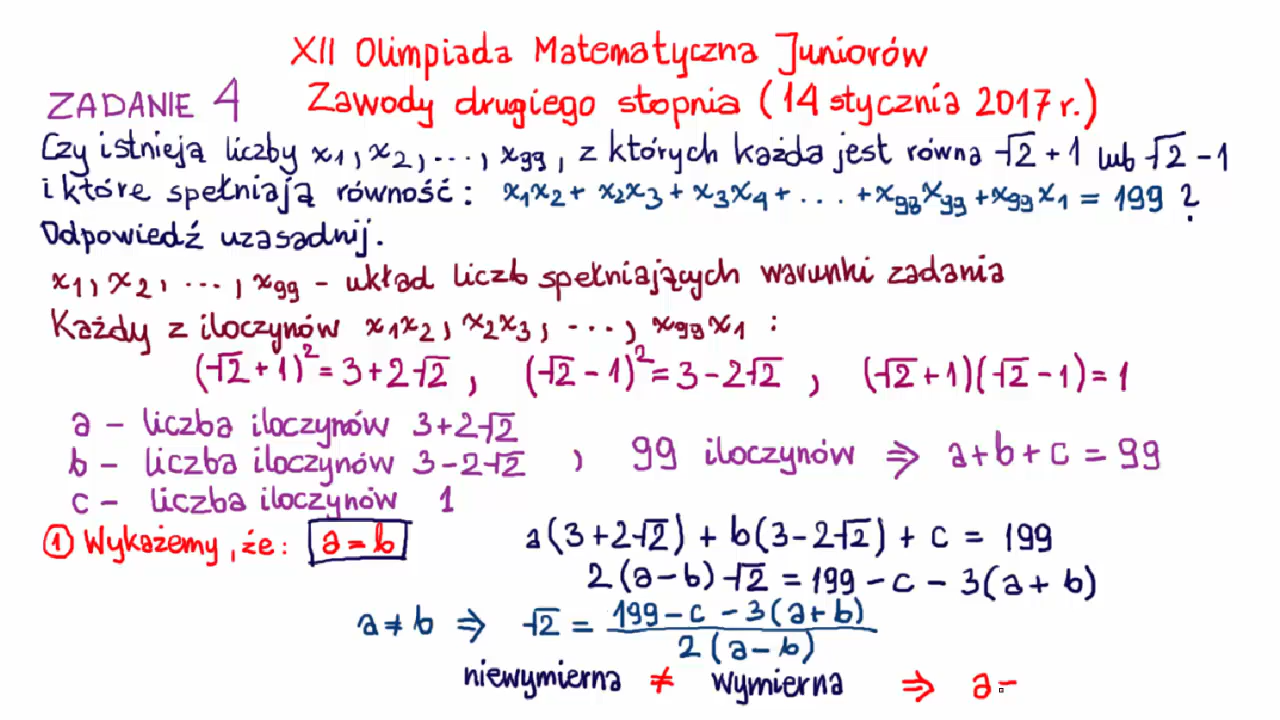 XII Olimpiada Matematyczna Juniorów
ZADANIE 4 Zawody drugiego stopnia (14 stycznia 2017 r.)
Czy istnieją liczby x₁, x₂, ..., x₉₉, z których każda jest równa √2 + 1 lub √2 - 1
i które spełniają równość: x₁x₂ + x₂x₃ + x₃x₄ + ... + x₉₈x₉₉ + x₉₉x₁ = 199 ?
Odpowiedź uzasadnij.
x₁, x₂, ..., x₉₉ - układ liczb spełniających warunki zadania
Każdy z iloczynów x₁x₂, x₂x₃, ..., x₉₉x₁ :
(√2 + 1)² = 3 + 2√2 , (√2 - 1)² = 3 - 2√2 , (√2 + 1)(√2 - 1) = 1
a - liczba iloczynów 3 + 2√2
b - liczba iloczynów 3 - 2√2 , 99 iloczynów ⇒ a + b + c = 99
c - liczba iloczynów 1
① Wykażemy, że: a = b a(3 + 2√2) + b(3 - 2√2) + c = 199
2(a - b)√2 = 199 - c - 3(a + b)
a ≠ b ⇒ √2 = (199 - c - 3(a + b))/(2(a - b))
niewymierna ≠ wymierna ⇒ a -